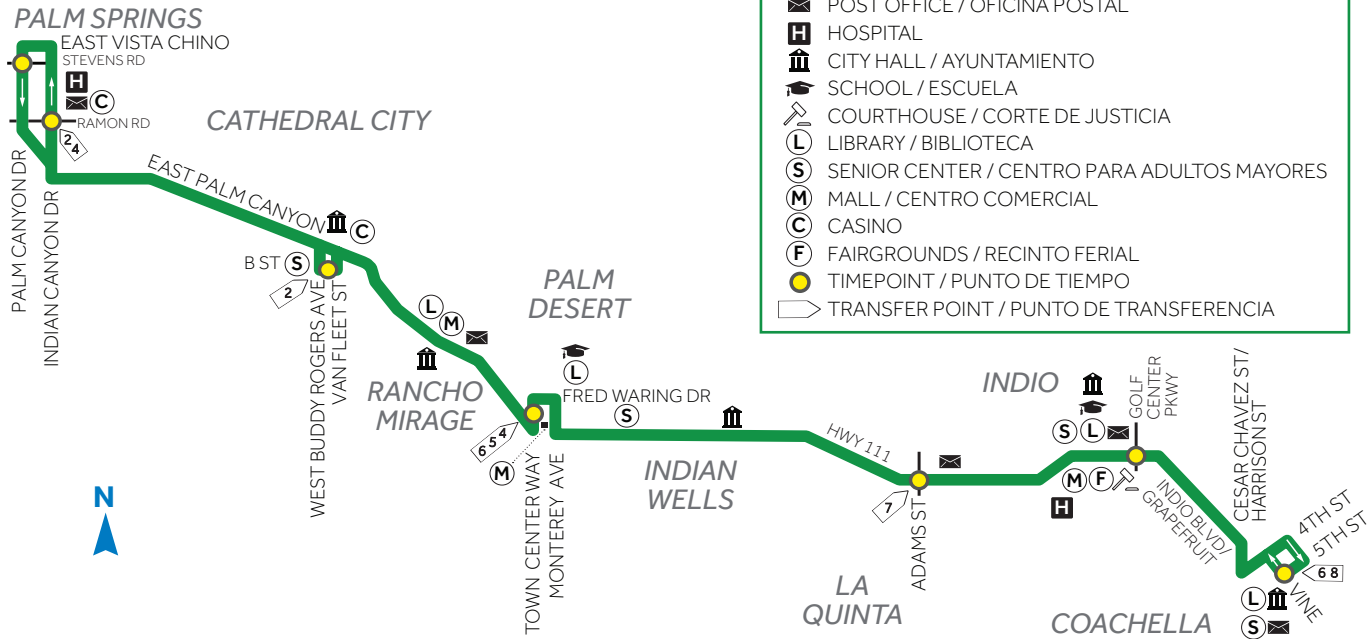 PALM SPRINGS
EAST VISTA CHINO
STEVENS RD
H
C
RAMON RD
2 4
PALM CANYON DR
INDIAN CANYON DR
CATHEDRAL CITY
EAST PALM CANYON
C
B ST S
2
WEST BUDDY ROGERS AVE
VAN FLEET ST
L
M
RANCHO
MIRAGE
PALM
DESERT
L
FRED WARING DR
S
6 5 4
M
TOWN CENTER WAY
MONTEREY AVE
INDIAN
WELLS
HWY 111
7
ADAMS ST
LA
QUINTA
INDIO
S L
M F
H
GOLF
CENTER
PKWY
INDIO BLVD/
GRAPEFRUIT
CESAR CHAVEZ ST/
HARRISON ST
4TH ST
5TH ST
6 8
VINE
L
S
COACHELLA
N
POST OFFICE / OFICINA POSTAL
H HOSPITAL
CITY HALL / AYUNTAMIENTO
SCHOOL / ESCUELA
COURTHOUSE / CORTE DE JUSTICIA
L LIBRARY / BIBLIOTECA
S SENIOR CENTER / CENTRO PARA ADULTOS MAYORES
M MALL / CENTRO COMERCIAL
C CASINO
F FAIRGROUNDS / RECINTO FERIAL
TIMEPOINT / PUNTO DE TIEMPO
TRANSFER POINT / PUNTO DE TRANSFERENCIA